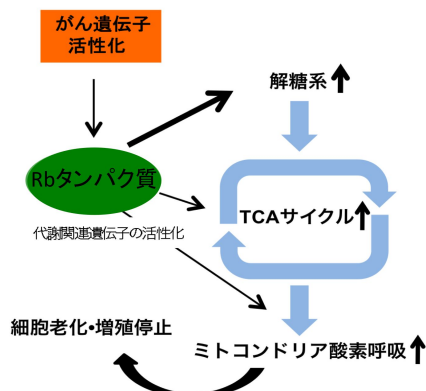 がん遺伝子
活性化
解糖系
Rbタンパク質
TCAサイクル
代謝関連遺伝子の活性化
細胞老化・増殖停止
ミトコンドリア酸素呼吸